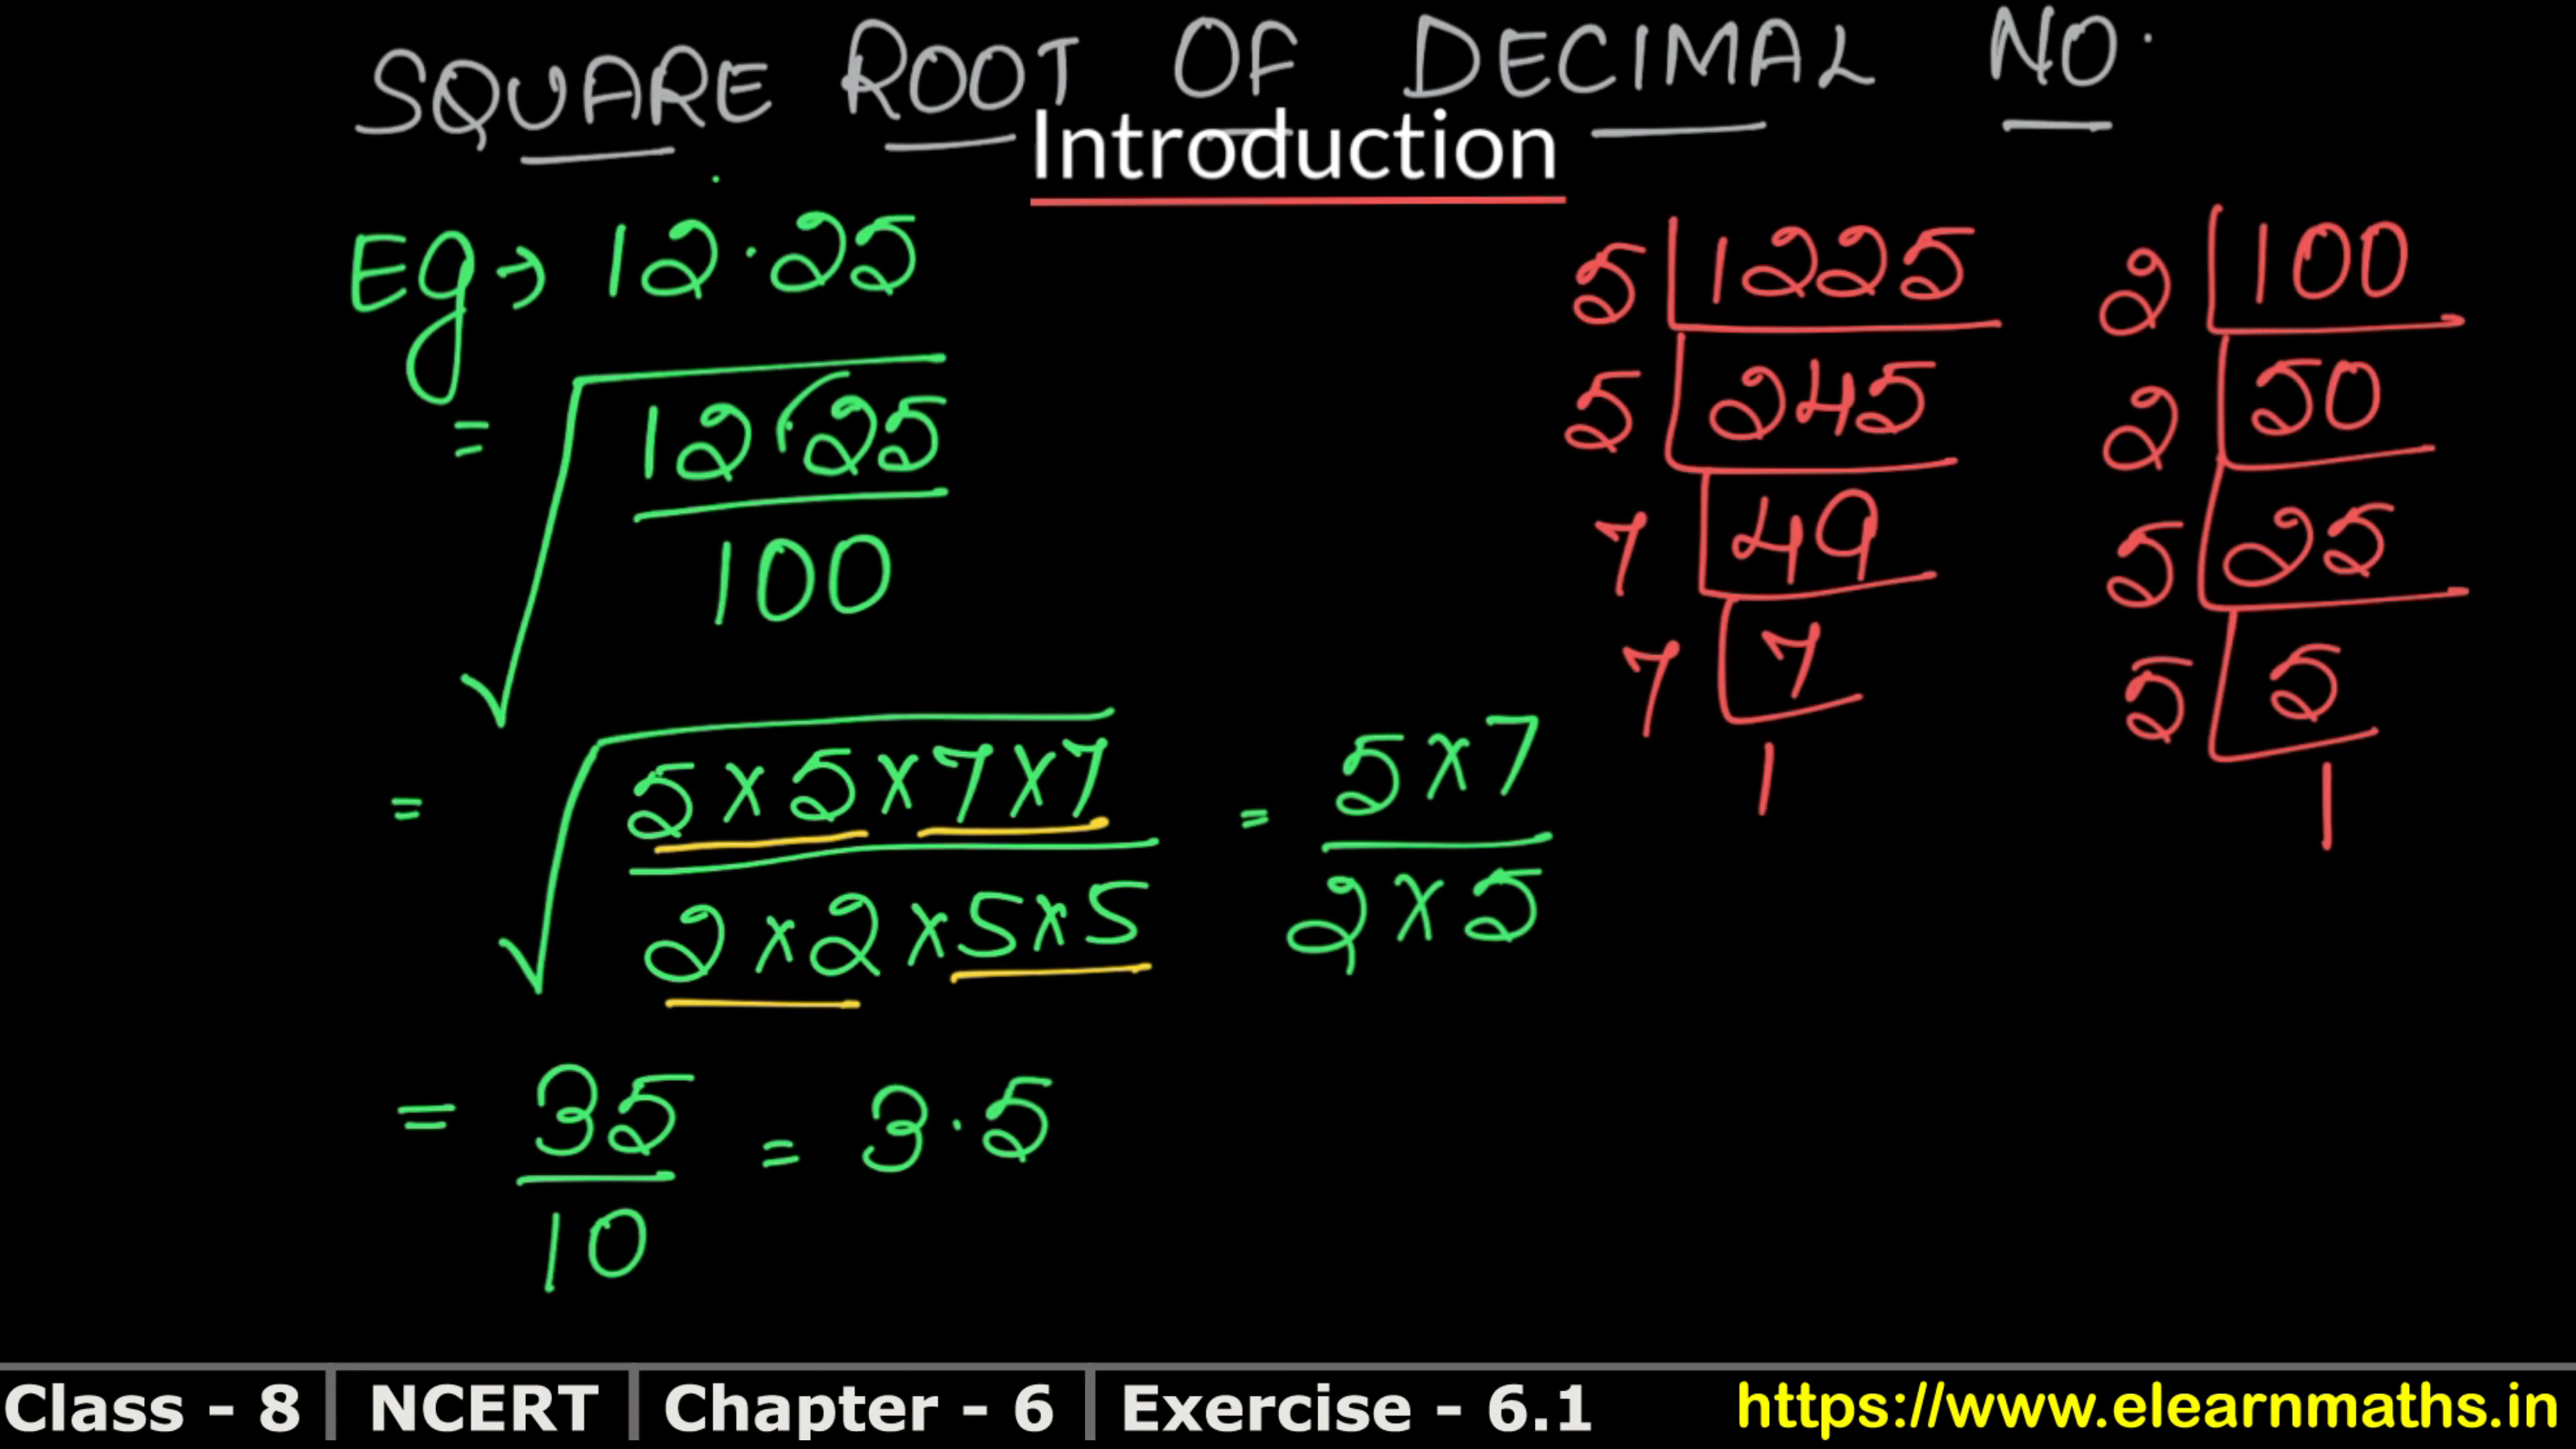 SQUARE ROOT OF DECIMAL NO.
Introduction
Eg → 12.25
= √(12.25 / 100)
= √(5 × 5 × 7 × 7 / 2 × 2 × 5 × 5) = 5 × 7 / 2 × 5
= 35 / 10 = 3.5
5 | 1225
5 | 245
7 | 49
7 | 7
1
2 | 100
2 | 50
5 | 25
5 | 5
1
Class - 8 | NCERT | Chapter - 6 | Exercise - 6.1
https://www.elearnmaths.in